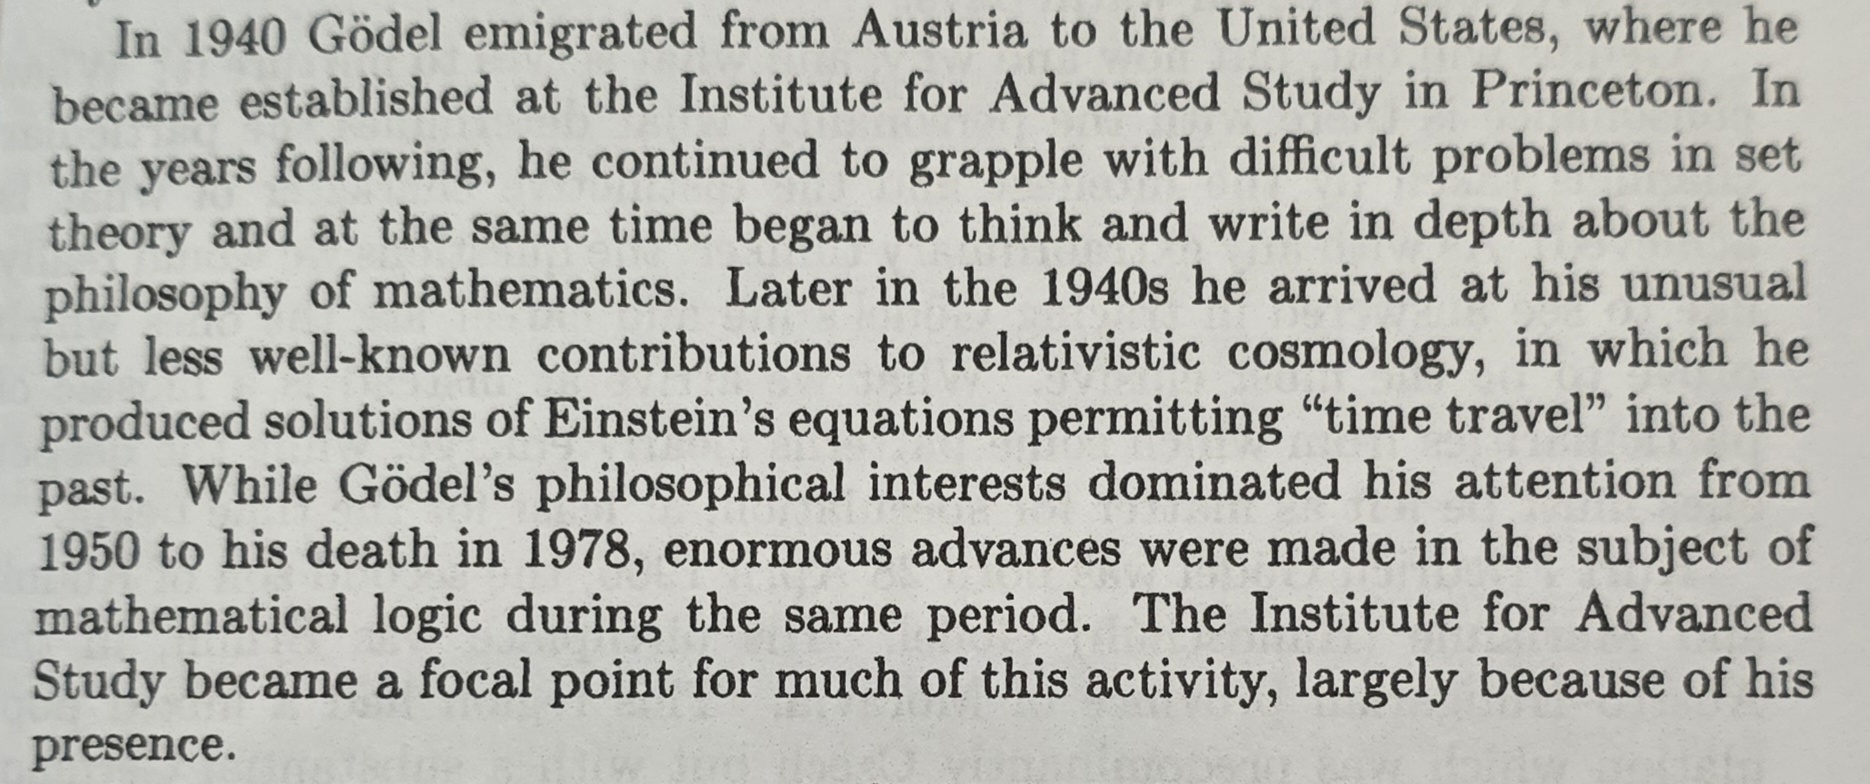 In 1940 Gödel emigrated from Austria to the United States, where he
became established at the Institute for Advanced Study in Princeton. In
the years following, he continued to grapple with difficult problems in set
theory and at the same time began to think and write in depth about the
philosophy of mathematics. Later in the 1940s he arrived at his unusual
but less well-known contributions to relativistic cosmology, in which he
produced solutions of Einstein's equations permitting “time travel” into the
past. While Gödel's philosophical interests dominated his attention from
1950 to his death in 1978, enormous advances were made in the subject of
mathematical logic during the same period. The Institute for Advanced
Study became a focal point for much of this activity, largely because of his
presence.